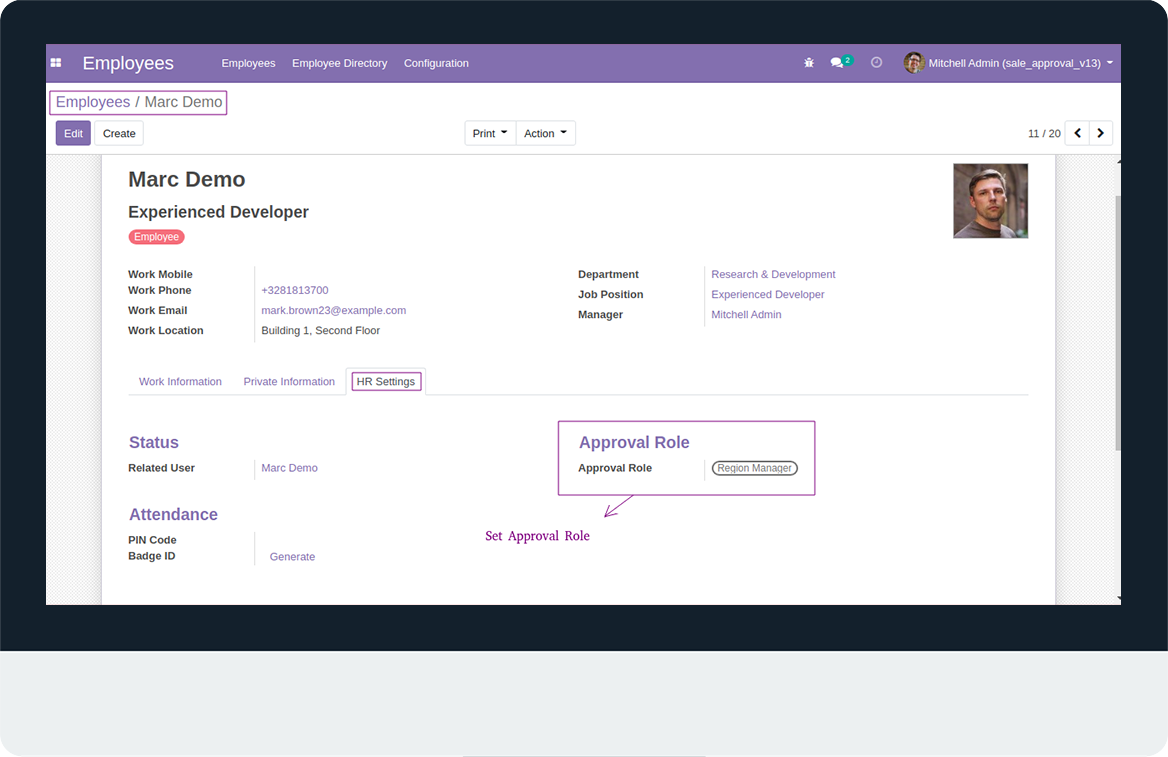 Employees Employees Employee Directory Configuration 2 Mitchell Admin (sale_approval_v13)
Employees / Marc Demo
Edit Create Print Action 11 / 20
Marc Demo
Experienced Developer
Employee
Work Mobile
Work Phone +3281813700
Work Email mark.brown23@example.com
Work Location Building 1, Second Floor
Department Research & Development
Job Position Experienced Developer
Manager Mitchell Admin
Work Information Private Information HR Settings
Status
Related User Marc Demo
Approval Role
Approval Role Region Manager
Set Approval Role
Attendance
PIN Code
Badge ID Generate